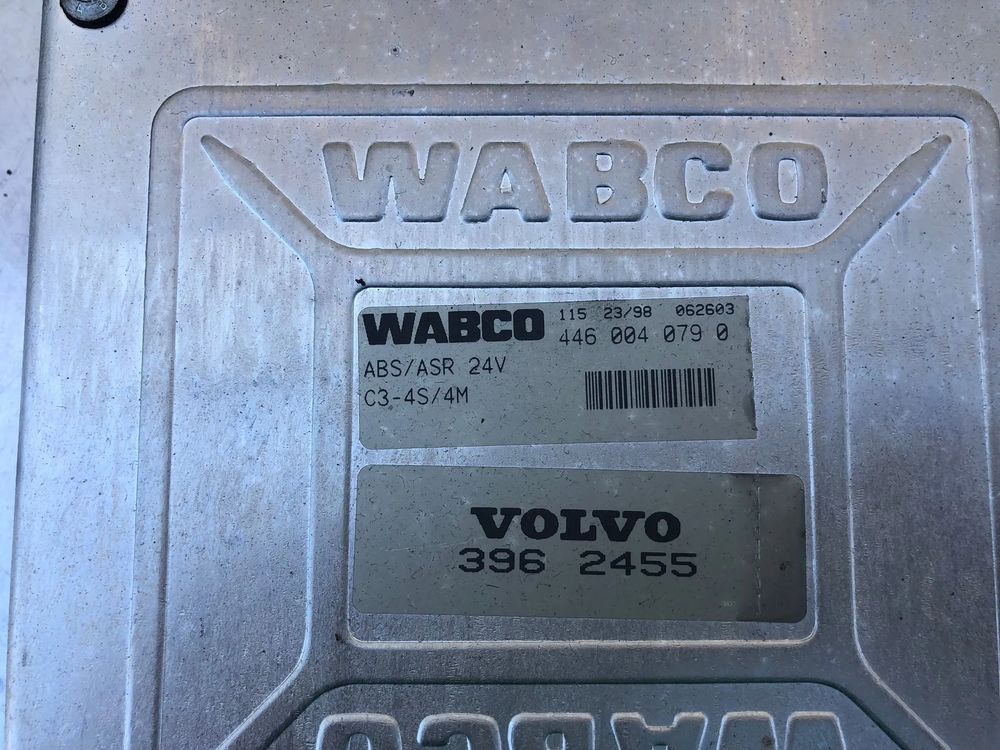 WABCO
WABCO 115 23/98 062603
446 004 079 0
ABS/ASR 24V
C3-4S/4M
VOLVO
396 2455
WABCO